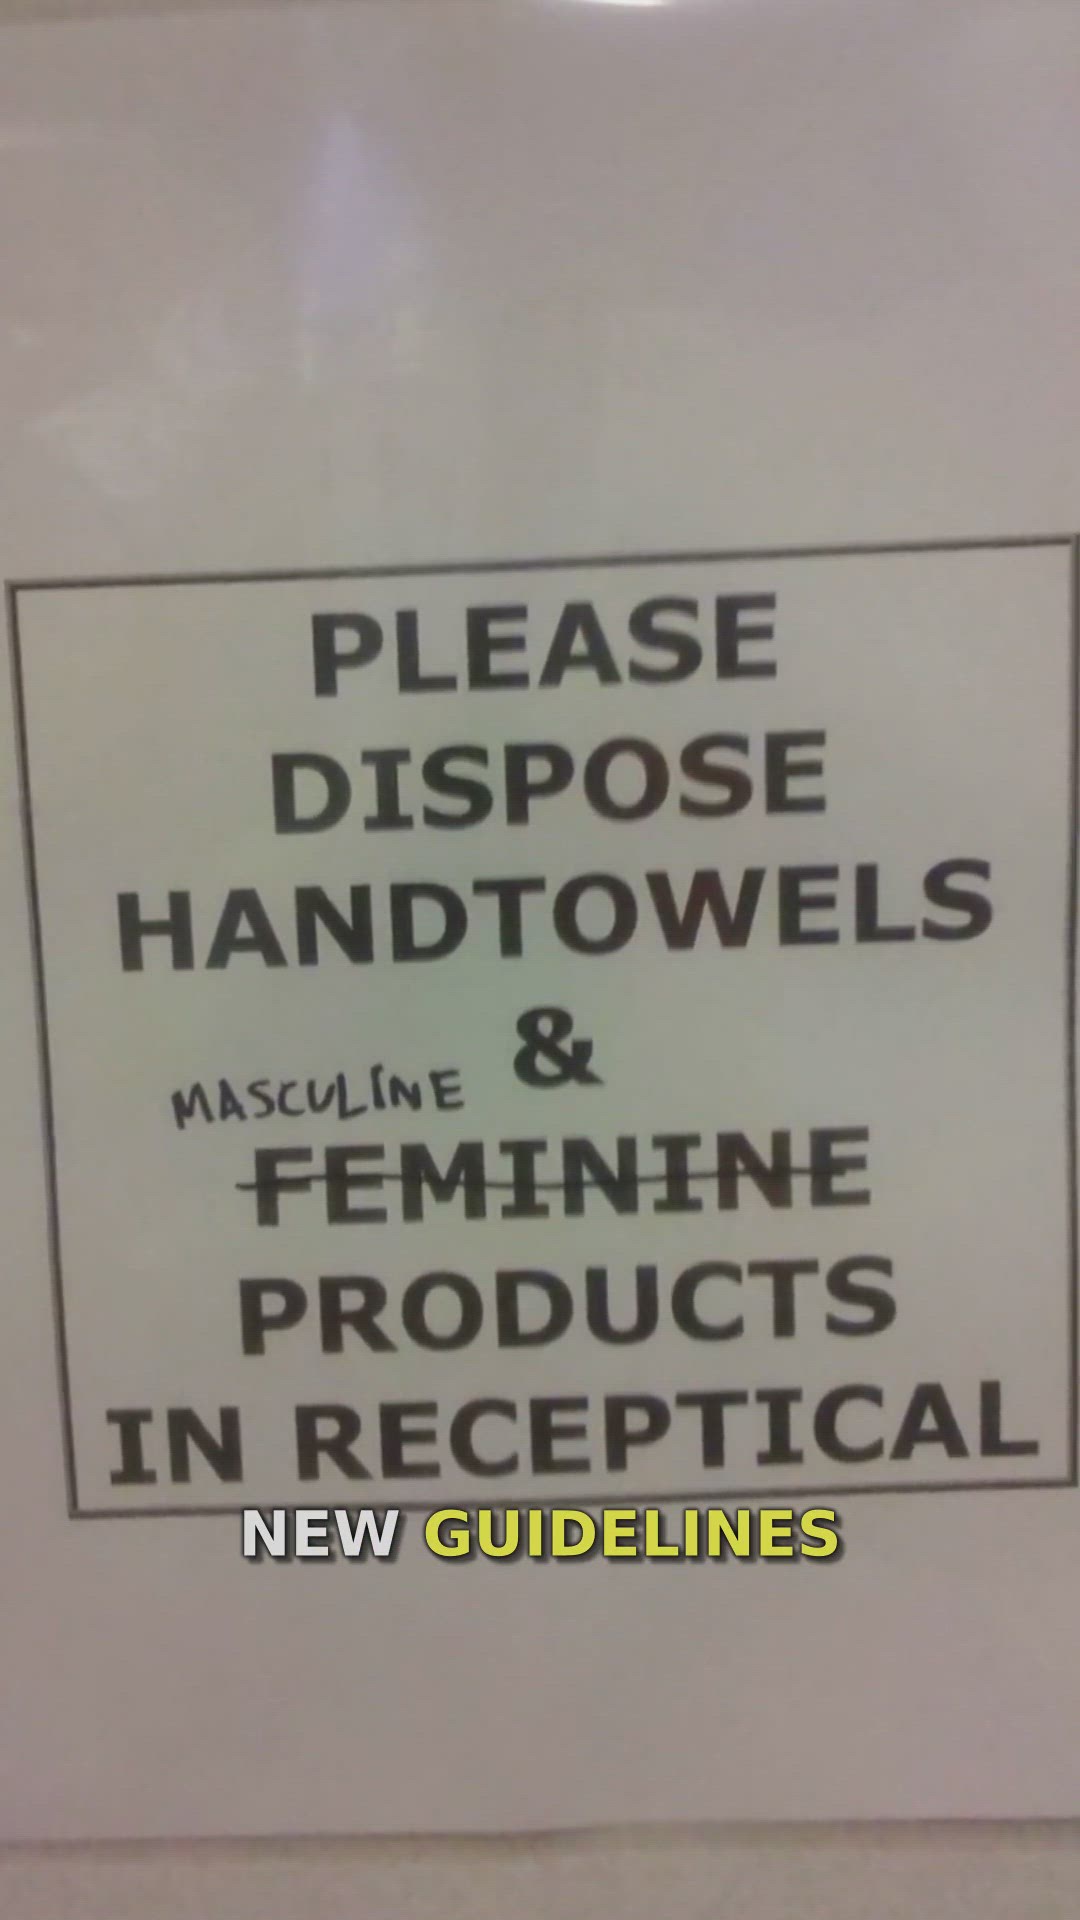 PLEASE
DISPOSE
HANDTOWELS
&
MASCULINE
FEMININE
PRODUCTS
IN RECEPTICAL
NEW GUIDELINES